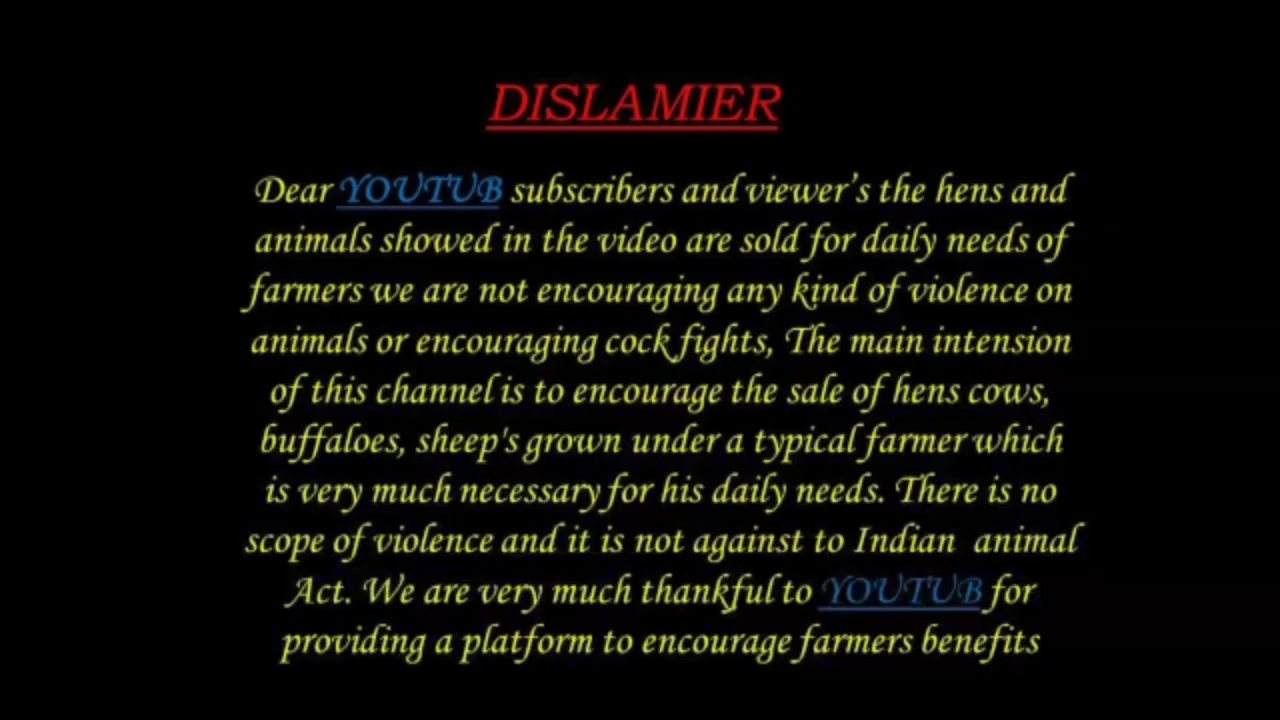 DISLAMIER
Dear YOUTUB subscribers and viewer's the hens and
animals showed in the video are sold for daily needs of
farmers we are not encouraging any kind of violence on
animals or encouraging cock fights, The main intension
of this channel is to encourage the sale of hens cows,
buffaloes, sheep's grown under a typical farmer which
is very much necessary for his daily needs. There is no
scope of violence and it is not against to Indian animal
Act. We are very much thankful to YOUTUB for
providing a platform to encourage farmers benefits